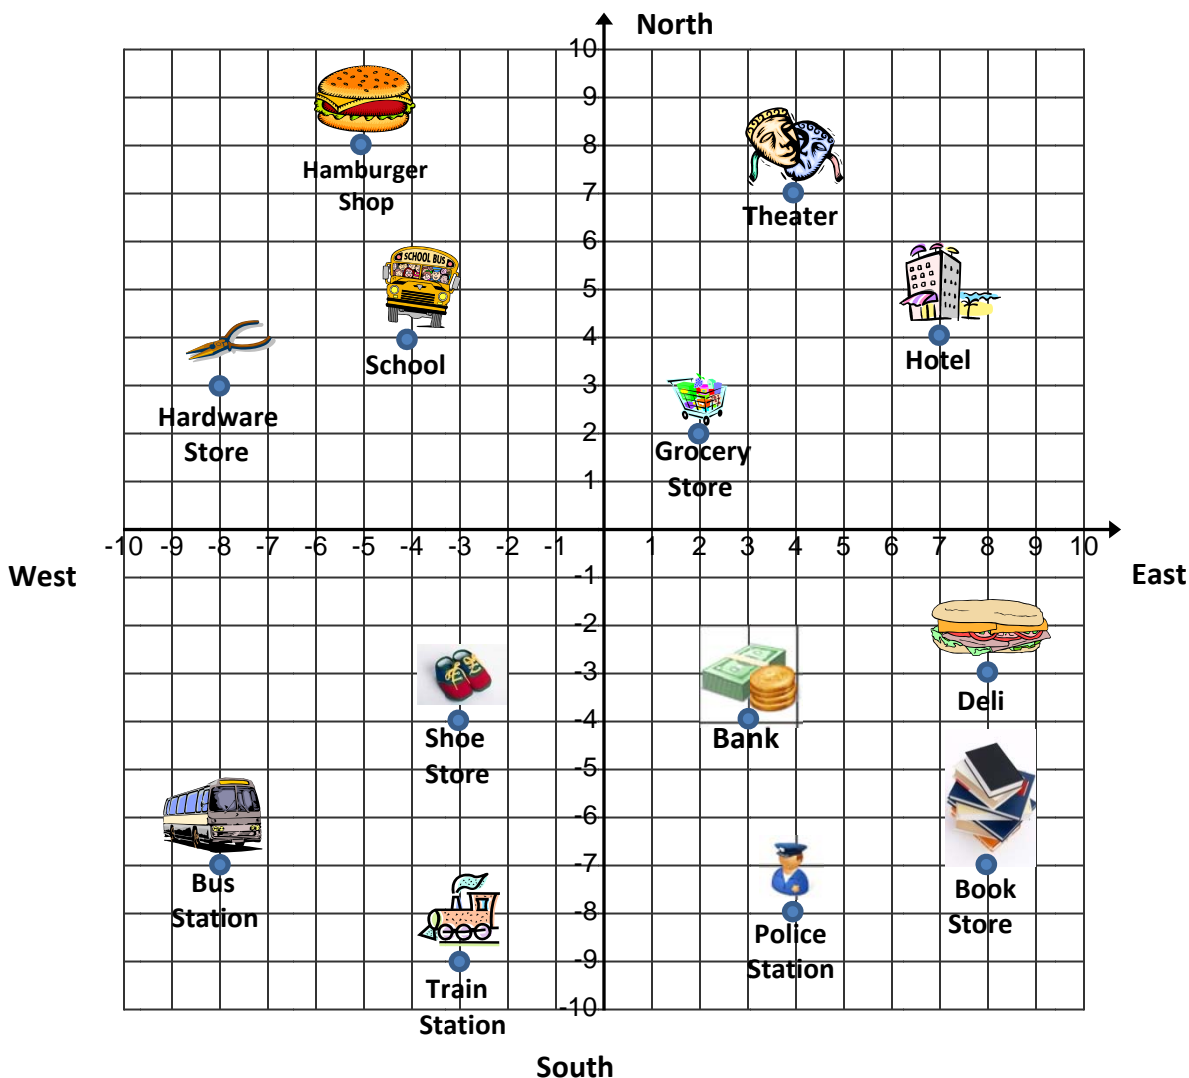 North
10
9
8
Hamburger
Shop
7
Theater
6
SCHOOL BUS
5
4
School
Hotel
3
Hardware
Store
2
Grocery
Store
1
-10 -9 -8 -7 -6 -5 -4 -3 -2 -1 1 2 3 4 5 6 7 8 9 10
West
East
-1
-2
-3
Deli
-4
Shoe
Store
Bank
-5
-6
-7
Bus
Station
Book
Store
-8
Police
Station
-9
Train
Station
-10
South